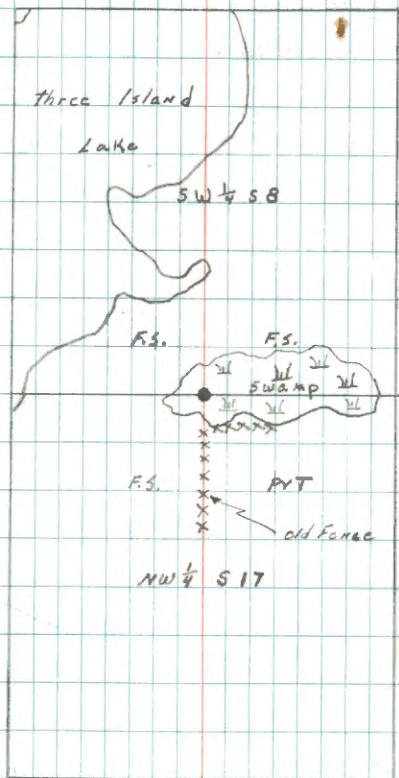 Three Island
Lake
SW 1/4 S 8
F.S.
F.S.
Swamp
F.S.
PvT
old Fence
NW 1/4 S 17